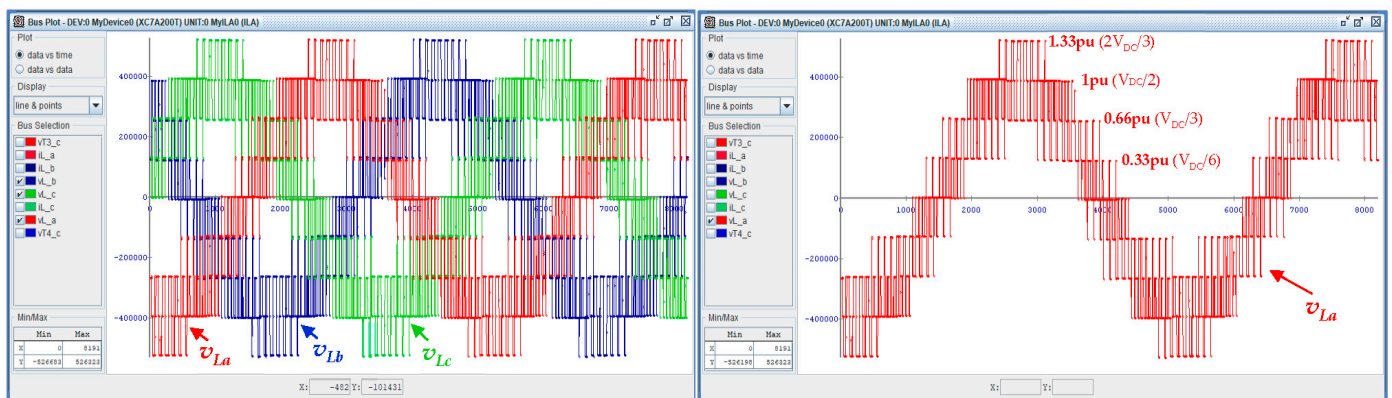 Bus Plot - DEV:0 MyDevice0 (XC7A200T) UNIT:0 MyILA0 (ILA)
Plot
data vs time
data vs data
Display
line & points
Bus Selection
vT3_c
iL_a
iL_b
vL_b
vL_c
iL_c
vL_a
vT4_c
Min/Max
Min Max
X 0 8191
Y -526683 526323
400000
200000
0
-200000
-400000
0 1000 2000 3000 4000 5000 6000 7000 8
vLa
vLb
vLc
X: -482 Y: -101431
Bus Plot - DEV:0 MyDevice0 (XC7A200T) UNIT:0 MyILA0 (ILA)
Plot
data vs time
data vs data
Display
line & points
Bus Selection
vT3_c
iL_a
iL_b
vL_b
vL_c
iL_c
vL_a
vT4_c
Min/Max
Min Max
X 0 8191
Y -526198 526323
400000
200000
0
-200000
-400000
0 1000 2000 3000 4000 5000 6000 7000 8
1.33pu (2VDC/3)
1pu (VDC/2)
0.66pu (VDC/3)
0.33pu (VDC/6)
vLa
X: Y: